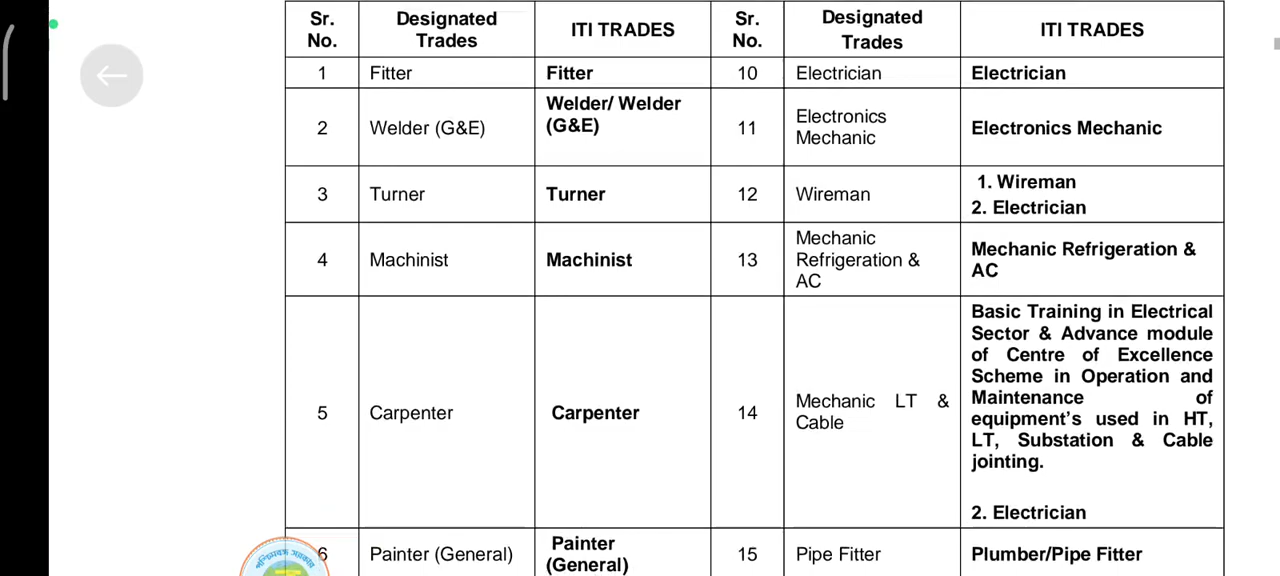 Sr. No. Designated Trades ITI TRADES Sr. No. Designated Trades ITI TRADES
1 Fitter Fitter 10 Electrician Electrician
2 Welder (G&E) Welder/ Welder (G&E) 11 Electronics Mechanic Electronics Mechanic
3 Turner Turner 12 Wireman 1. Wireman
2. Electrician
4 Machinist Machinist 13 Mechanic Refrigeration & AC Mechanic Refrigeration & AC
5 Carpenter Carpenter 14 Mechanic LT & Cable Basic Training in Electrical
Sector & Advance module
of Centre of Excellence
Scheme in Operation and
Maintenance of
equipment's used in HT,
LT, Substation & Cable
jointing.
2. Electrician
6 Painter (General) Painter (General) 15 Pipe Fitter Plumber/Pipe Fitter
পশ্চিমবঙ্গ সরকার